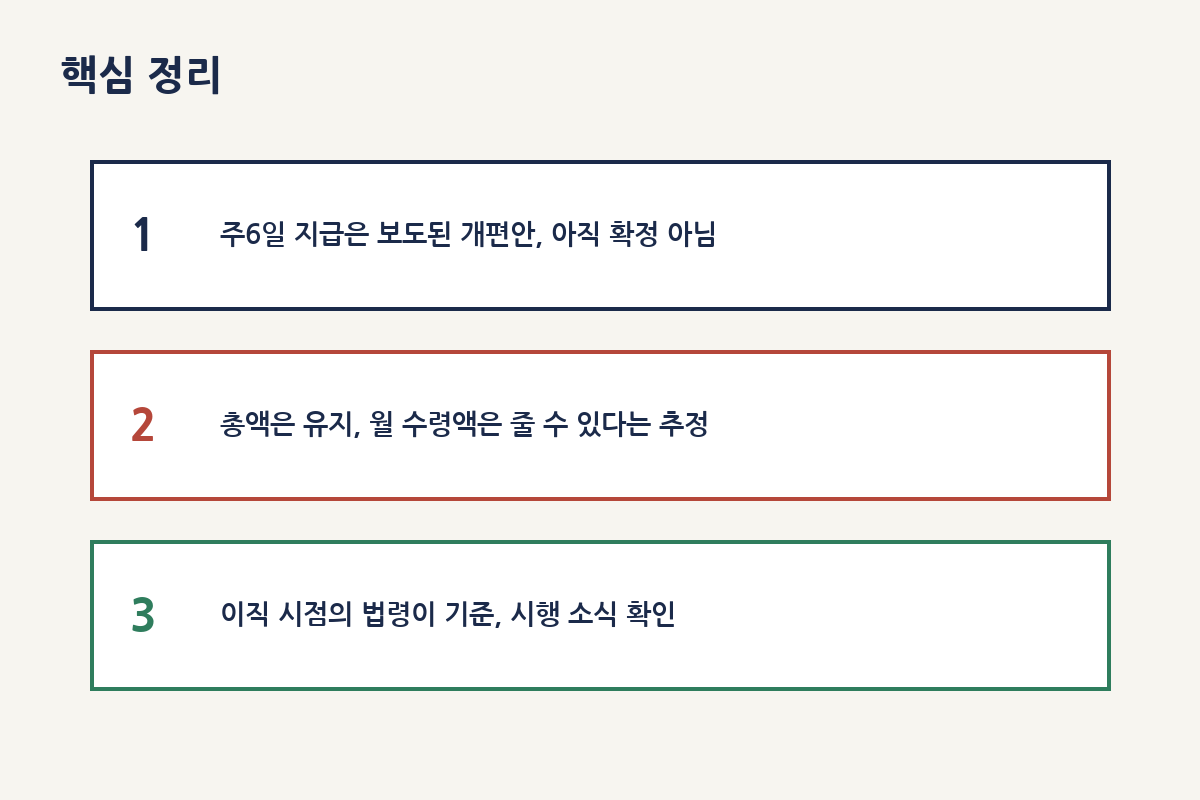 핵심 정리
1
주6일 지급은 보도된 개편안, 아직 확정 아님
2
총액은 유지, 월 수령액은 줄 수 있다는 추정
3
이직 시점의 법령이 기준, 시행 소식 확인